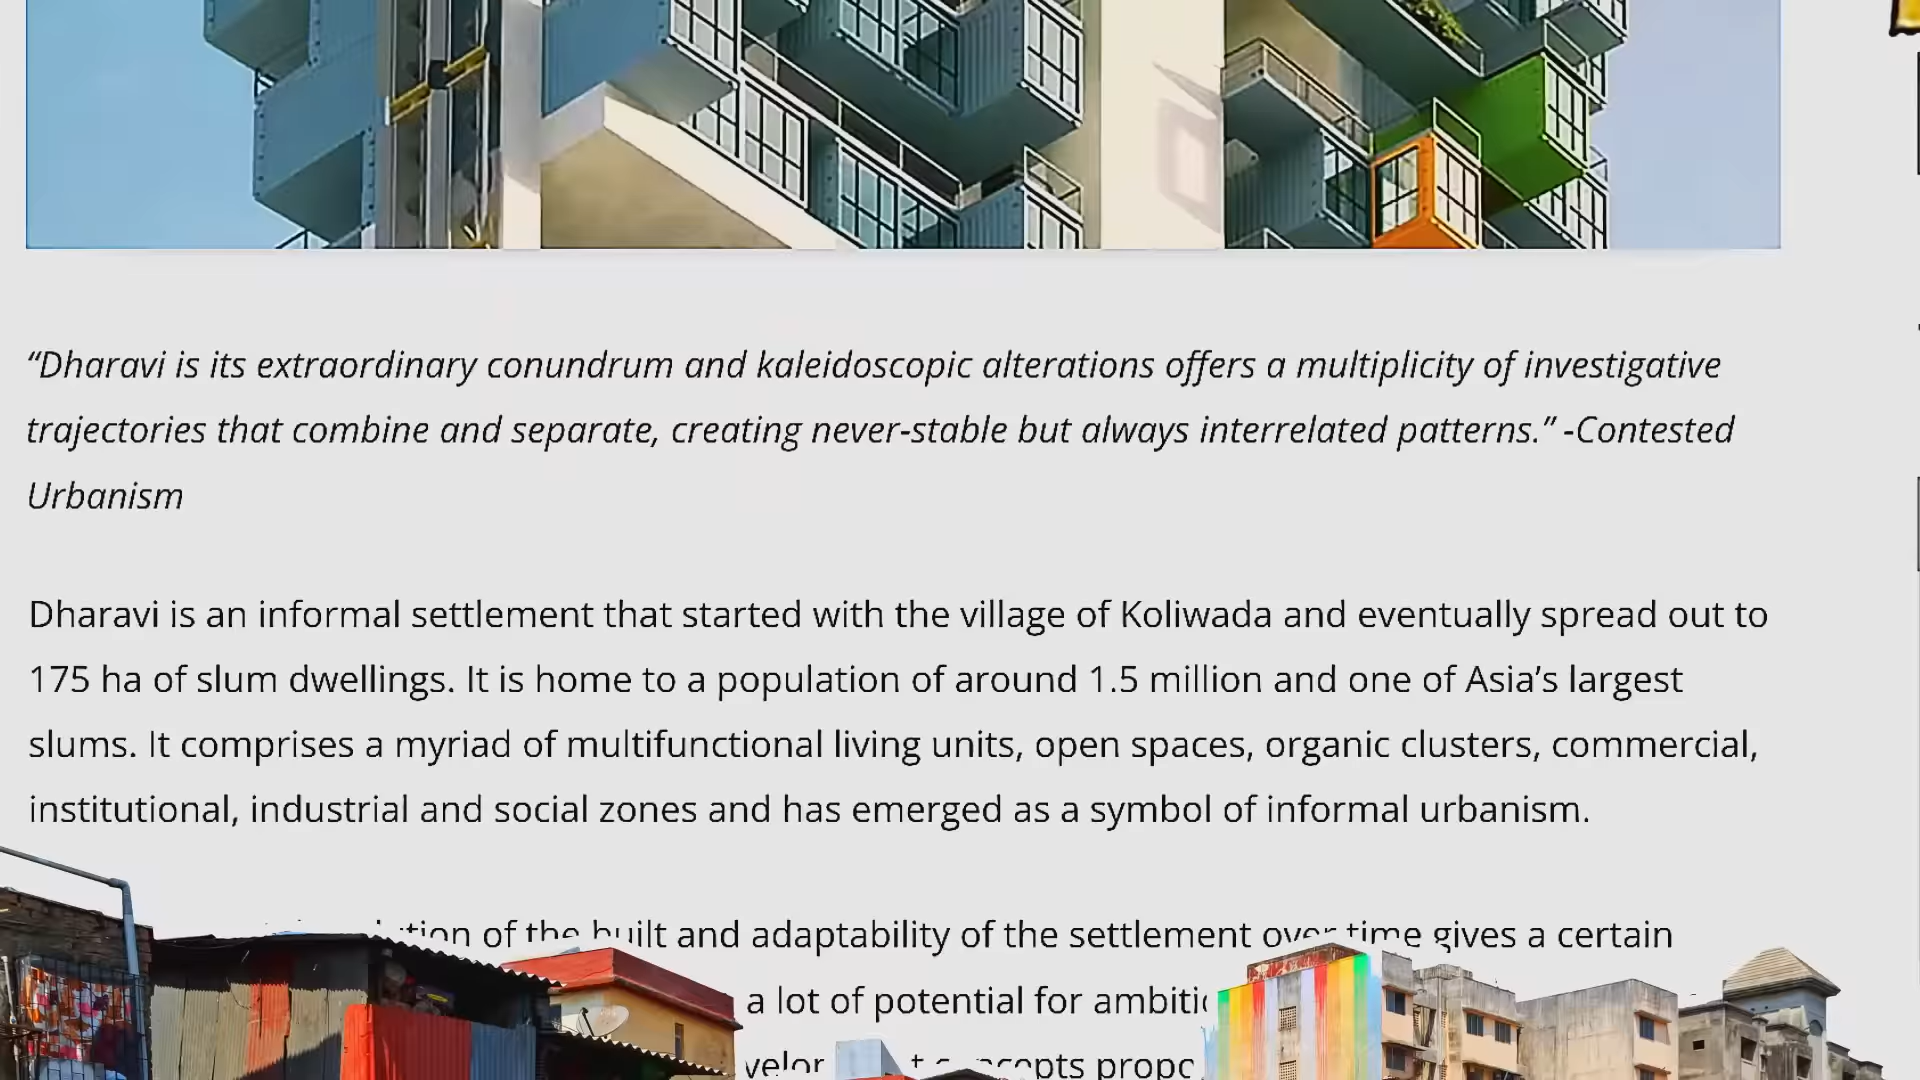 “Dharavi is its extraordinary conundrum and kaleidoscopic alterations offers a multiplicity of investigative
trajectories that combine and separate, creating never-stable but always interrelated patterns.” -Contested
Urbanism
Dharavi is an informal settlement that started with the village of Koliwada and eventually spread out to
175 ha of slum dwellings. It is home to a population of around 1.5 million and one of Asia’s largest
slums. It comprises a myriad of multifunctional living units, open spaces, organic clusters, commercial,
institutional, industrial and social zones and has emerged as a symbol of informal urbanism.
of the built and adaptability of the settlement over time gives a certain
a lot of potential for